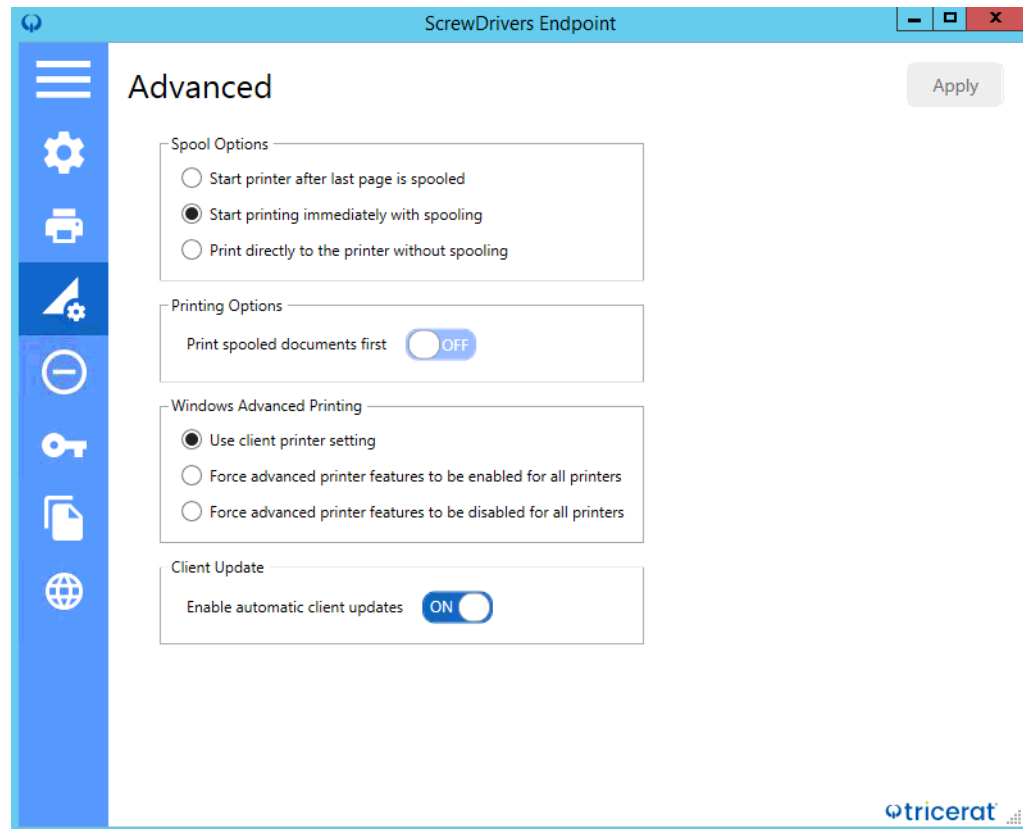 ScrewDrivers Endpoint
X
Advanced
Apply
Spool Options
Start printer after last page is spooled
Start printing immediately with spooling
Print directly to the printer without spooling
Printing Options
Print spooled documents first OFF
Windows Advanced Printing
Use client printer setting
Force advanced printer features to be enabled for all printers
Force advanced printer features to be disabled for all printers
Client Update
Enable automatic client updates ON
tricerat